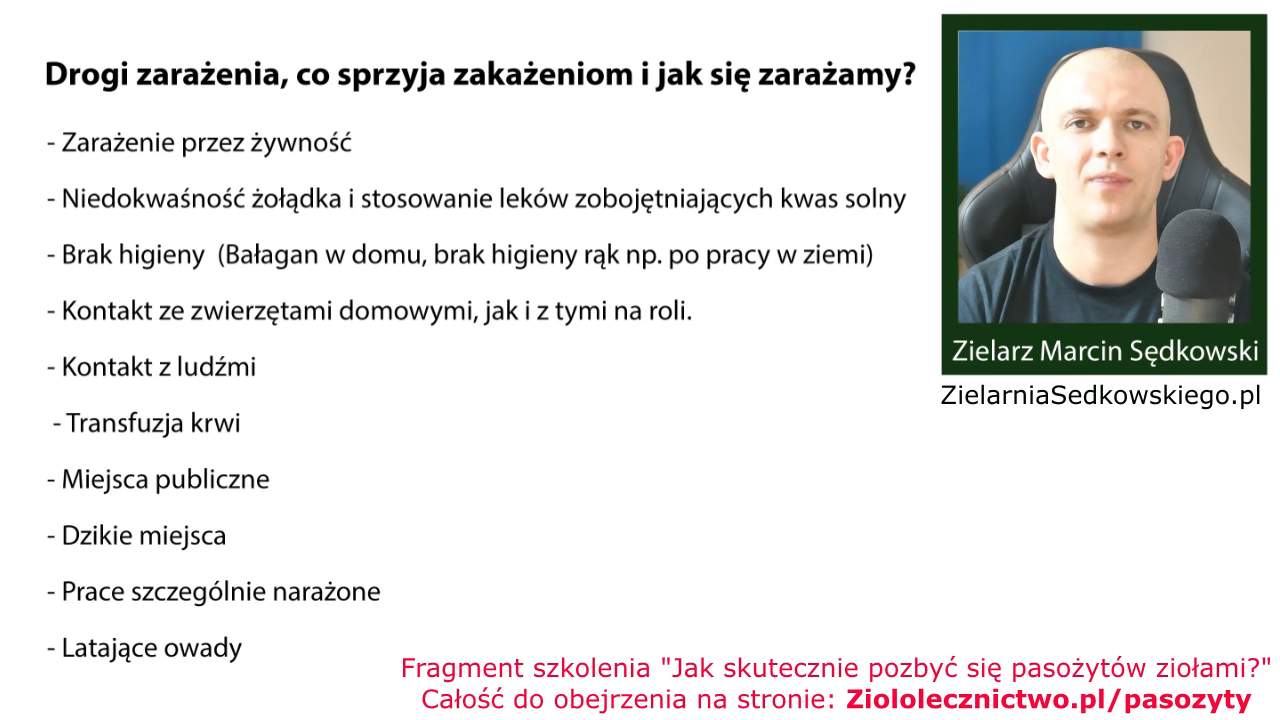 Drogi zarażenia, co sprzyja zakażeniom i jak się zarażamy?
- Zarażenie przez żywność
- Niedokwaśność żołądka i stosowanie leków zobojętniających kwas solny
- Brak higieny (Bałagan w domu, brak higieny rąk np. po pracy w ziemi)
- Kontakt ze zwierzętami domowymi, jak i z tymi na roli.
- Kontakt z ludźmi
- Transfuzja krwi
- Miejsca publiczne
- Dzikie miejsca
- Prace szczególnie narażone
- Latające owady
Zielarz Marcin Sędkowski
ZielarniaSedkowskiego.pl
Fragment szkolenia "Jak skutecznie pozbyć się pasożytów ziołami?"
Całość do obejrzenia na stronie: Ziololecznictwo.pl/pasozyty